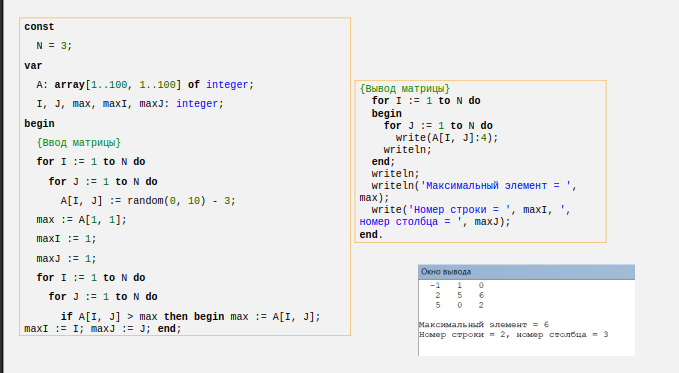 const
N = 3;
var
A: array[1..100, 1..100] of integer;
I, J, max, maxI, maxJ: integer;
begin
{Ввод матрицы}
for I := 1 to N do
for J := 1 to N do
A[I, J] := random(0, 10) - 3;
max := A[1, 1];
maxI := 1;
maxJ := 1;
for I := 1 to N do
for J := 1 to N do
if A[I, J] > max then begin max := A[I, J];
maxI := I; maxJ := J; end;
{Вывод матрицы}
for I := 1 to N do
begin
for J := 1 to N do
write(A[I, J]:4);
writeln;
end;
writeln;
writeln('Максимальный элемент = ',
max);
write('Номер строки = ', maxI, ',
номер столбца = ', maxJ);
end.
Окно вывода
-1 1 0
2 5 6
5 0 2
Максимальный элемент = 6
Номер строки = 2, номер столбца = 3